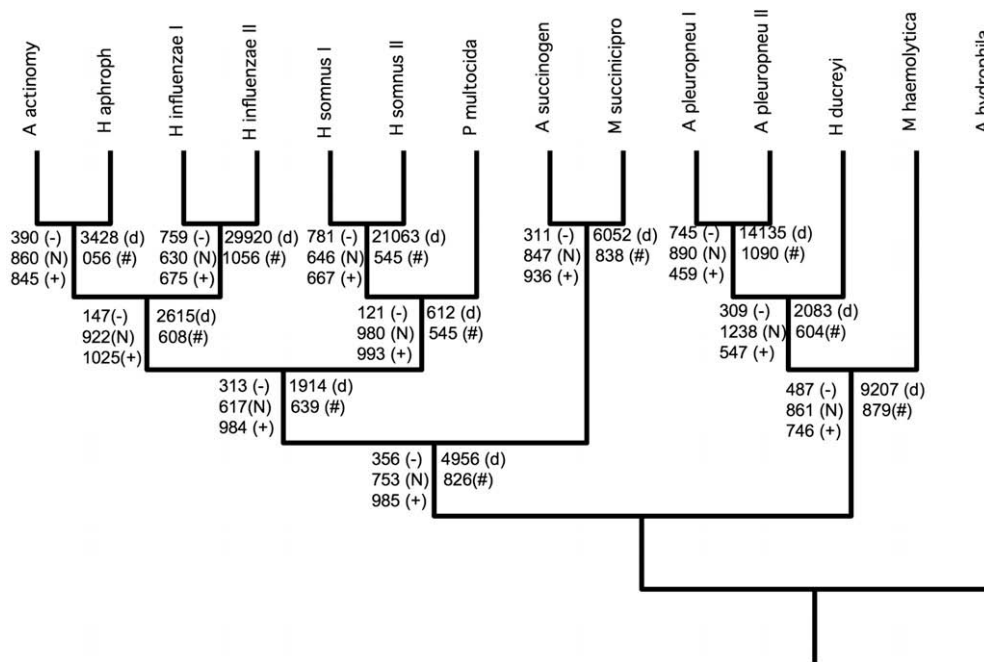 A actinomy
H aphroph
H influenzae I
H influenzae II
H somnus I
H somnus II
P multocida
A succinogen
M succinicipro
A pleuropneu I
A pleuropneu II
H ducreyi
M haemolytica
A hydrophila
390 (-) 3428 (d)
860 (N) 056 (#)
845 (+)
759 (-) 29920 (d)
630 (N) 1056 (#)
675 (+)
781 (-) 21063 (d)
646 (N) 545 (#)
667 (+)
311 (-) 6052 (d)
847 (N) 838 (#)
936 (+)
745 (-) 14135 (d)
890 (N) 1090 (#)
459 (+)
147(-) 2615(d)
922(N) 608(#)
1025(+)
121 (-) 612 (d)
980 (N) 545 (#)
993 (+)
309 (-) 2083 (d)
1238 (N) 604(#)
547 (+)
313 (-) 1914 (d)
617(N) 639 (#)
984 (+)
487 (-) 9207 (d)
861 (N) 879(#)
746 (+)
356 (-) 4956 (d)
753 (N) 826(#)
985 (+)